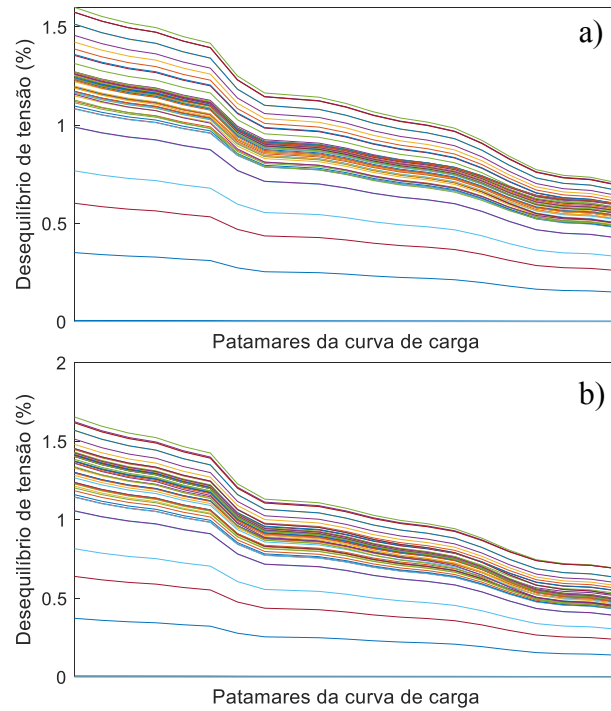 a)
Desequilíbrio de tensão (%)
1.5
1
0.5
0
Patamares da curva de carga
b)
Desequilíbrio de tensão (%)
2
1.5
1
0.5
0
Patamares da curva de carga